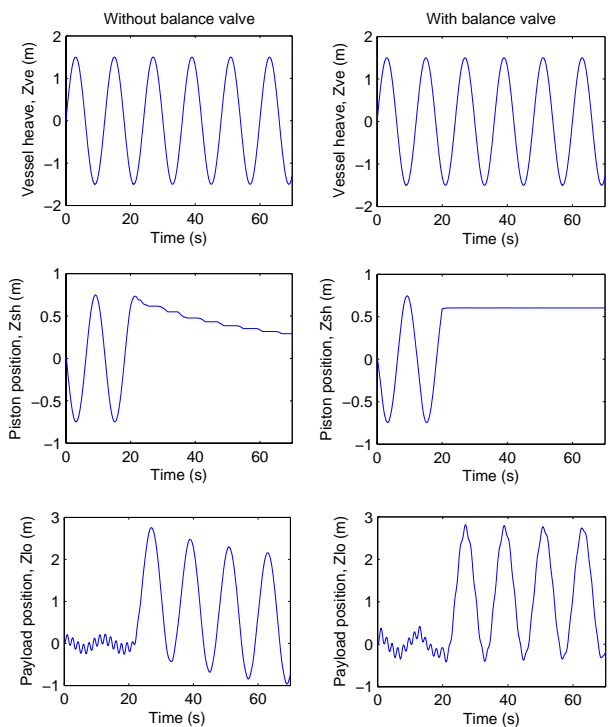 Without balance valve
With balance valve
Vessel heave, Zve (m)
2
1
0
−1
−2
0 20 40 60
Time (s)
Vessel heave, Zve (m)
2
1
0
−1
−2
0 20 40 60
Time (s)
Piston position, Zsh (m)
1
0.5
0
−0.5
−1
0 20 40 60
Time (s)
Piston position, Zsh (m)
1
0.5
0
−0.5
−1
0 20 40 60
Time (s)
Payload position, Zlo (m)
3
2
1
0
−1
0 20 40 60
Time (s)
Payload position, Zlo (m)
3
2
1
0
−1
0 20 40 60
Time (s)